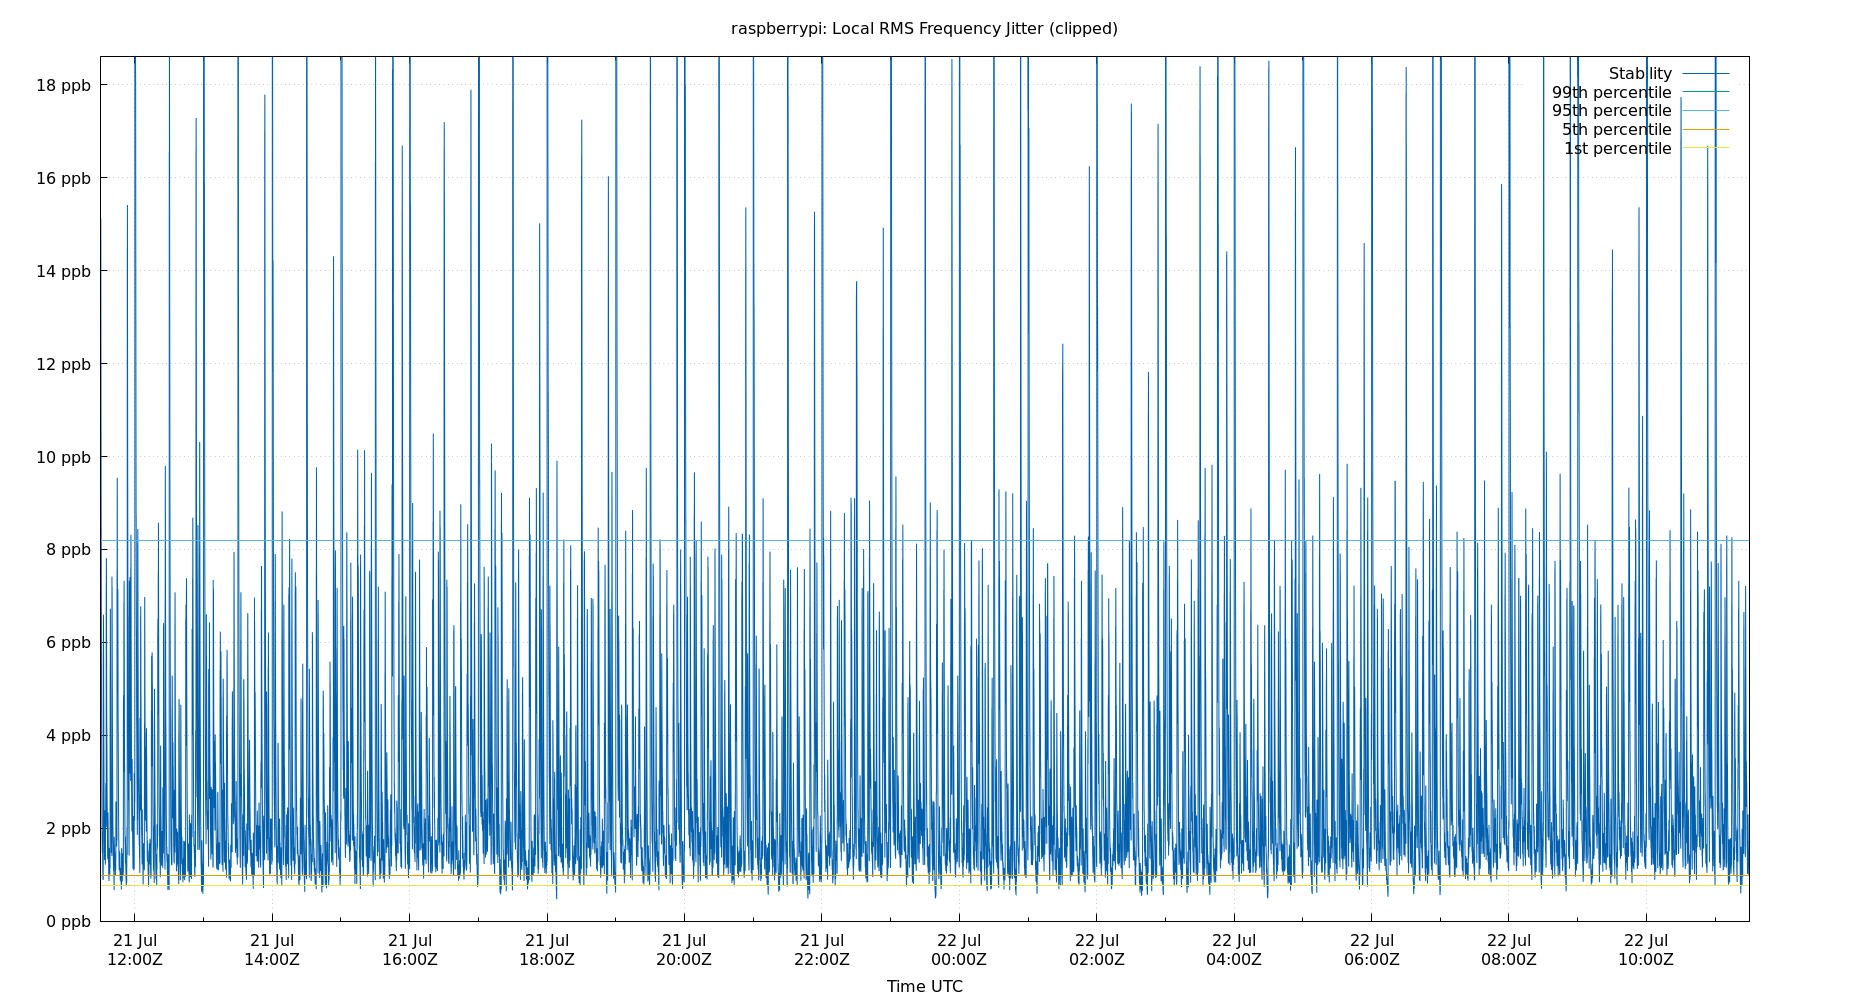 raspberrypi: Local RMS Frequency Jitter (clipped)
18 ppb
16 ppb
14 ppb
12 ppb
10 ppb
8 ppb
6 ppb
4 ppb
2 ppb
0 ppb
Stability
99th percentile
95th percentile
5th percentile
1st percentile
21 Jul 21 Jul 21 Jul 21 Jul 21 Jul 21 Jul 22 Jul 22 Jul 22 Jul 22 Jul 22 Jul 22 Jul
12:00Z 14:00Z 16:00Z 18:00Z 20:00Z 22:00Z 00:00Z 02:00Z 04:00Z 06:00Z 08:00Z 10:00Z
Time UTC